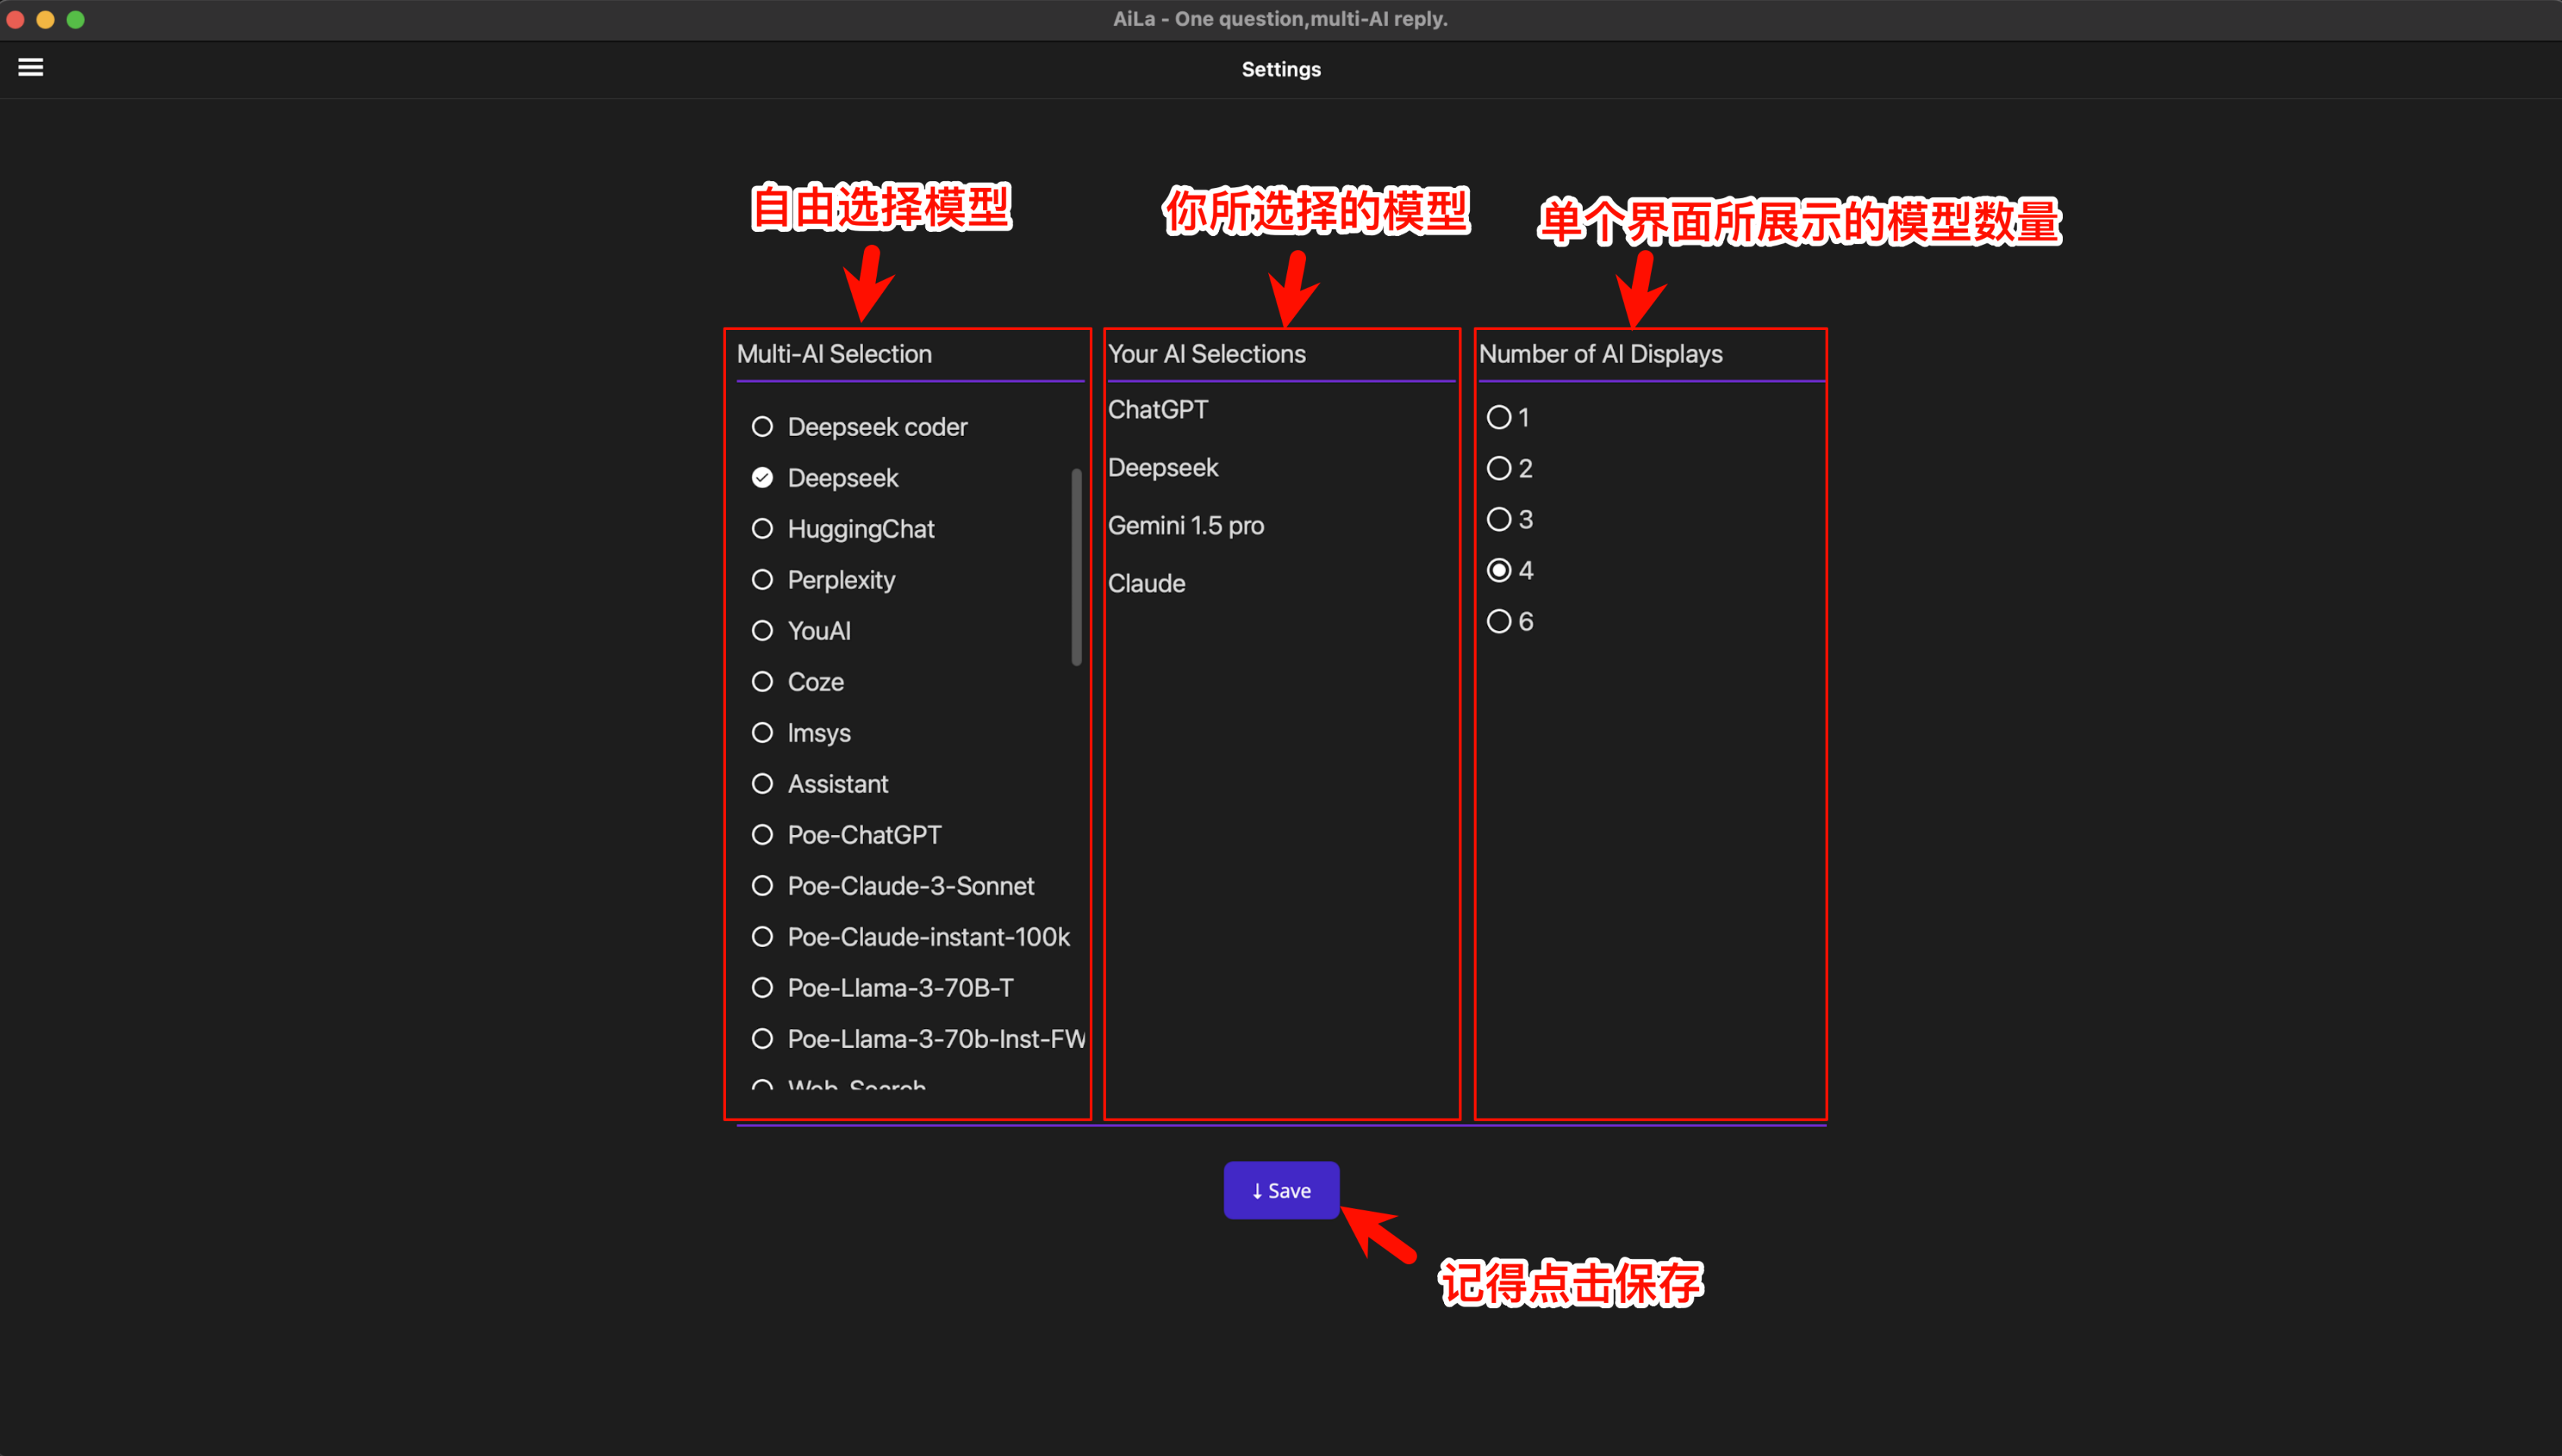 AiLa - One question,multi-AI reply.
Settings
自由选择模型
你所选择的模型
单个界面所展示的模型数量
Multi-AI Selection
Deepseek coder
Deepseek
HuggingChat
Perplexity
YouAI
Coze
lmsys
Assistant
Poe-ChatGPT
Poe-Claude-3-Sonnet
Poe-Claude-instant-100k
Poe-Llama-3-70B-T
Poe-Llama-3-70b-Inst-FW
Web-Search
Your AI Selections
ChatGPT
Deepseek
Gemini 1.5 pro
Claude
Number of AI Displays
1
2
3
4
6
↓ Save
记得点击保存